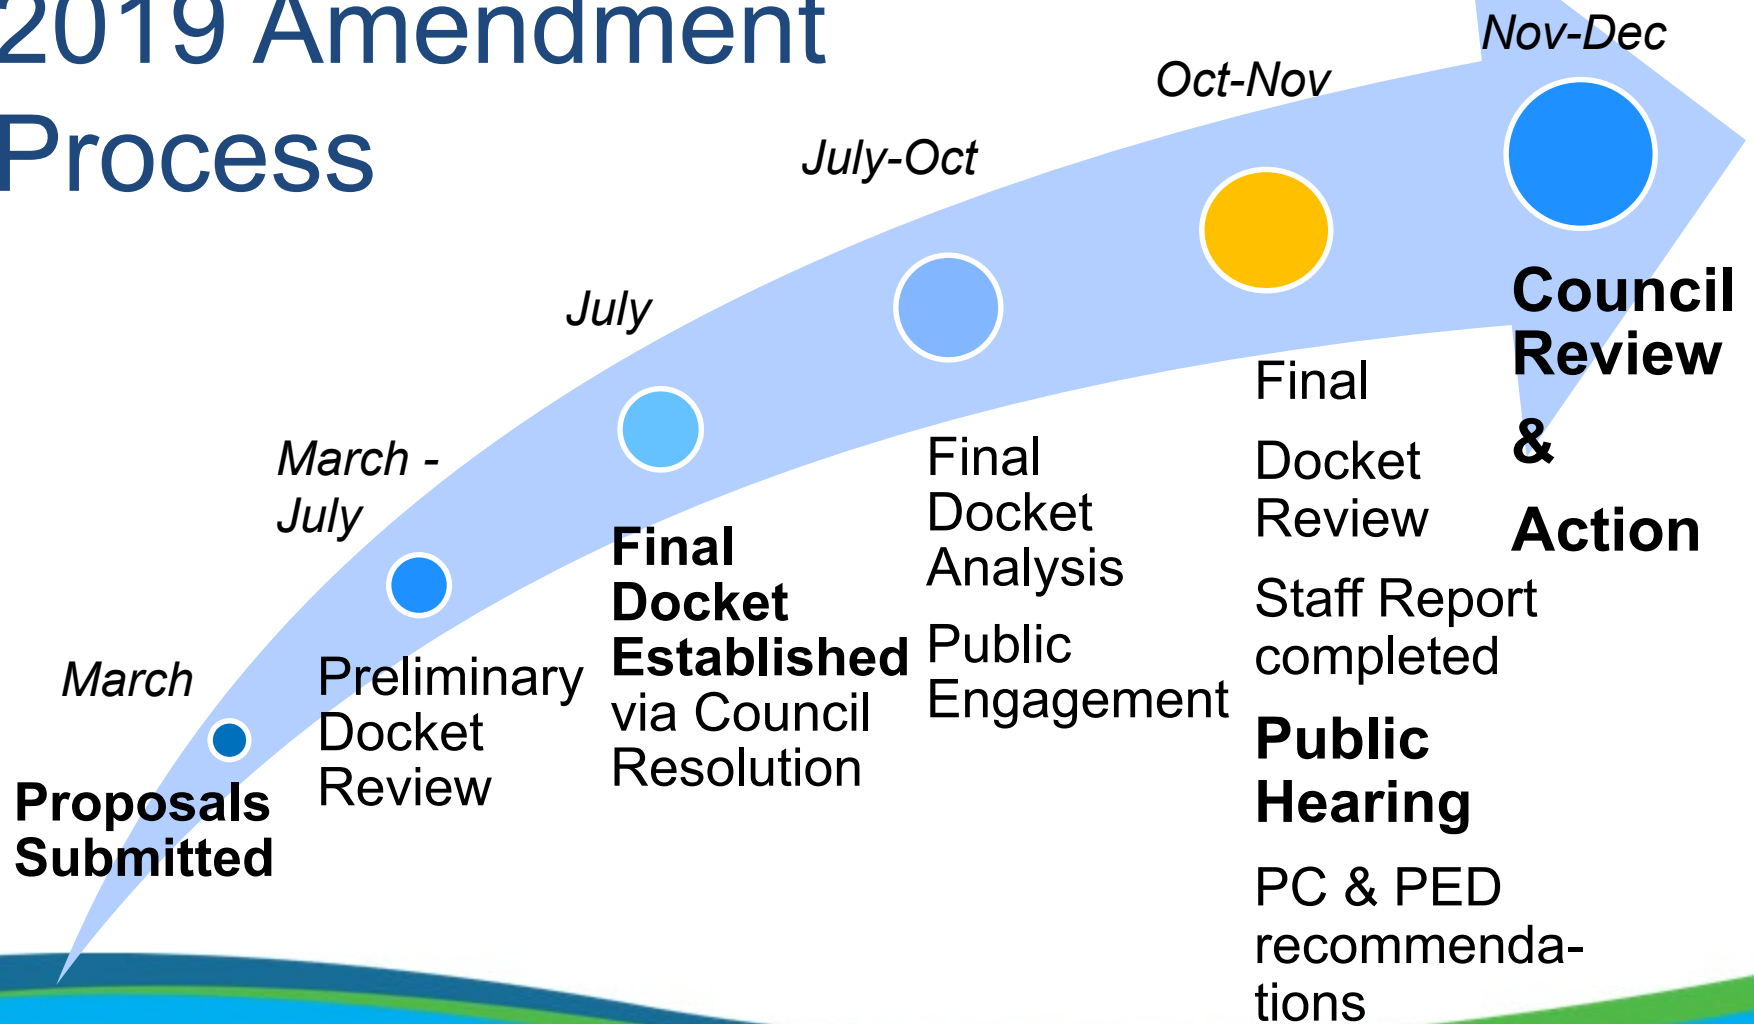 2019 Amendment
Process
March
Proposals
Submitted
March -
July
Preliminary
Docket
Review
July
Final
Docket
Established
via Council
Resolution
July-Oct
Final
Docket
Analysis
Public
Engagement
Oct-Nov
Final
Docket
Review
Staff Report
completed
Public
Hearing
PC & PED
recommenda-
tions
Nov-Dec
Council
Review
&
Action